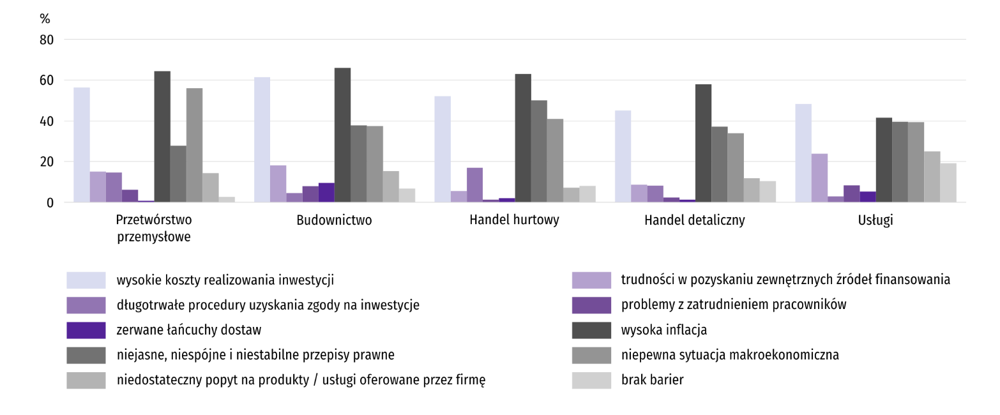 %
80
60
40
20
0
Przetwórstwo
przemysłowe
Budownictwo
Handel hurtowy
Handel detaliczny
Usługi
wysokie koszty realizowania inwestycji
trudności w pozyskaniu zewnętrznych źródeł finansowania
długotrwałe procedury uzyskania zgody na inwestycje
problemy z zatrudnieniem pracowników
zerwane łańcuchy dostaw
wysoka inflacja
niejasne, niespójne i niestabilne przepisy prawne
niepewna sytuacja makroekonomiczna
niedostateczny popyt na produkty / usługi oferowane przez firmę
brak barier